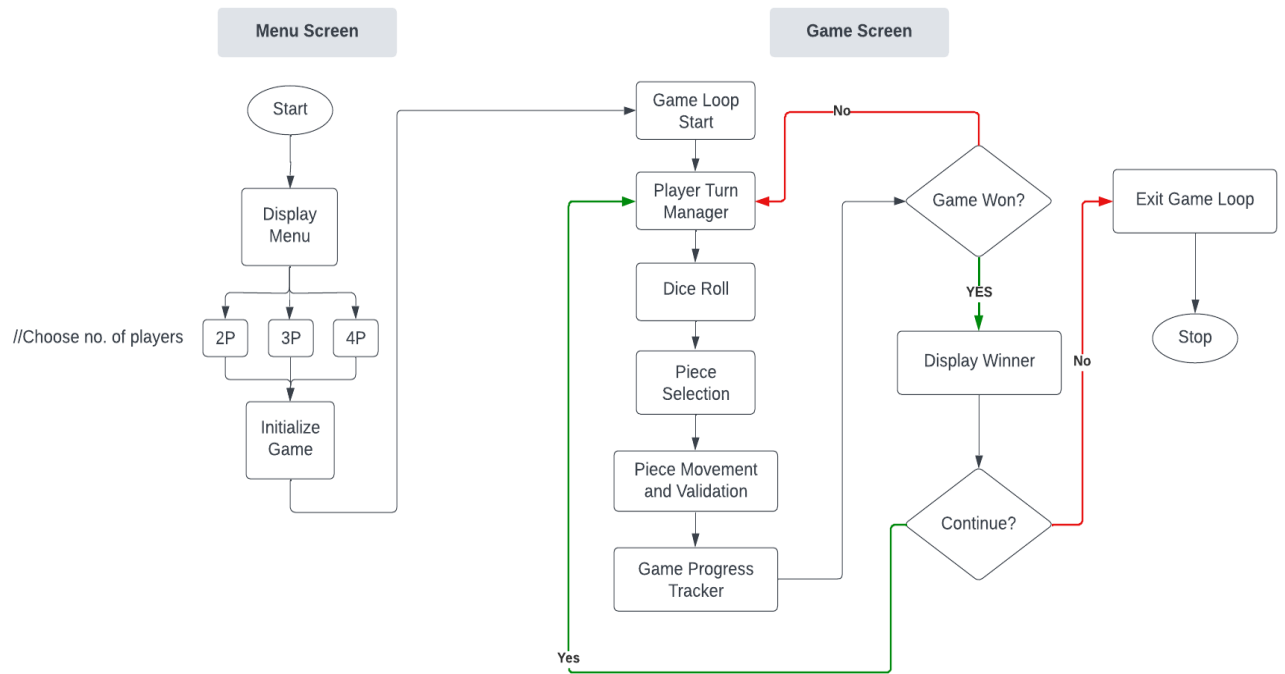 Menu Screen
Game Screen
Start
Display
Menu
//Choose no. of players
2P
3P
4P
Initialize
Game
Game Loop
Start
Player Turn
Manager
Dice Roll
Piece
Selection
Piece Movement
and Validation
Game Progress
Tracker
No
Game Won?
YES
Display Winner
Continue?
Yes
No
Exit Game Loop
Stop